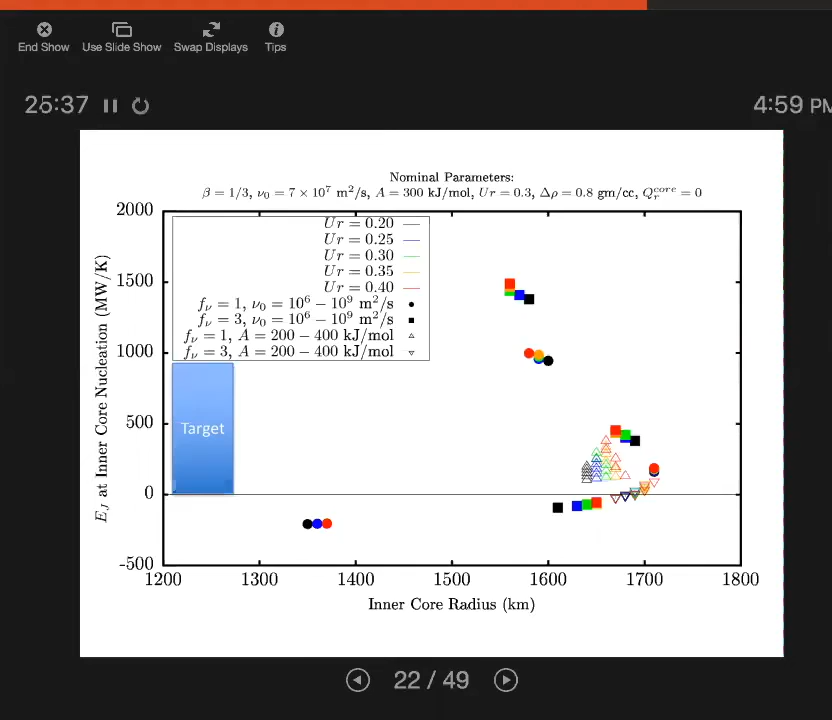 End Show Use Slide Show Swap Displays Tips
25:37
4:59 PM
Nominal Parameters:
β = 1/3, ν₀ = 7 × 10⁷ m²/s, A = 300 kJ/mol, Ur = 0.3, Δρ = 0.8 gm/cc, Qᵣᶜᵒʳᵉ = 0
2000
1500
1000
500
0
-500
E_J at Inner Core Nucleation (MW/K)
Ur = 0.20
Ur = 0.25
Ur = 0.30
Ur = 0.35
Ur = 0.40
f_ν = 1, ν₀ = 10⁶ − 10⁹ m²/s
f_ν = 3, ν₀ = 10⁶ − 10⁹ m²/s
f_ν = 1, A = 200 − 400 kJ/mol
f_ν = 3, A = 200 − 400 kJ/mol
Target
1200 1300 1400 1500 1600 1700 1800
Inner Core Radius (km)
22 / 49